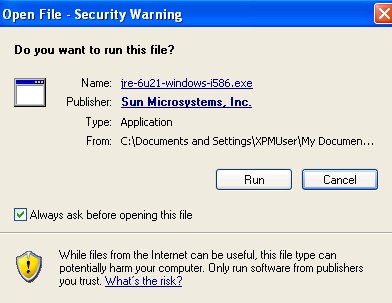 Open File - Security Warning
Do you want to run this file?
Name: jre-6u21-windows-i586.exe
Publisher: Sun Microsystems, Inc.
Type: Application
From: C:\Documents and Settings\XPMUser\My Documen...
Run
Cancel
Always ask before opening this file
While files from the Internet can be useful, this file type can
potentially harm your computer. Only run software from publishers
you trust. What's the risk?